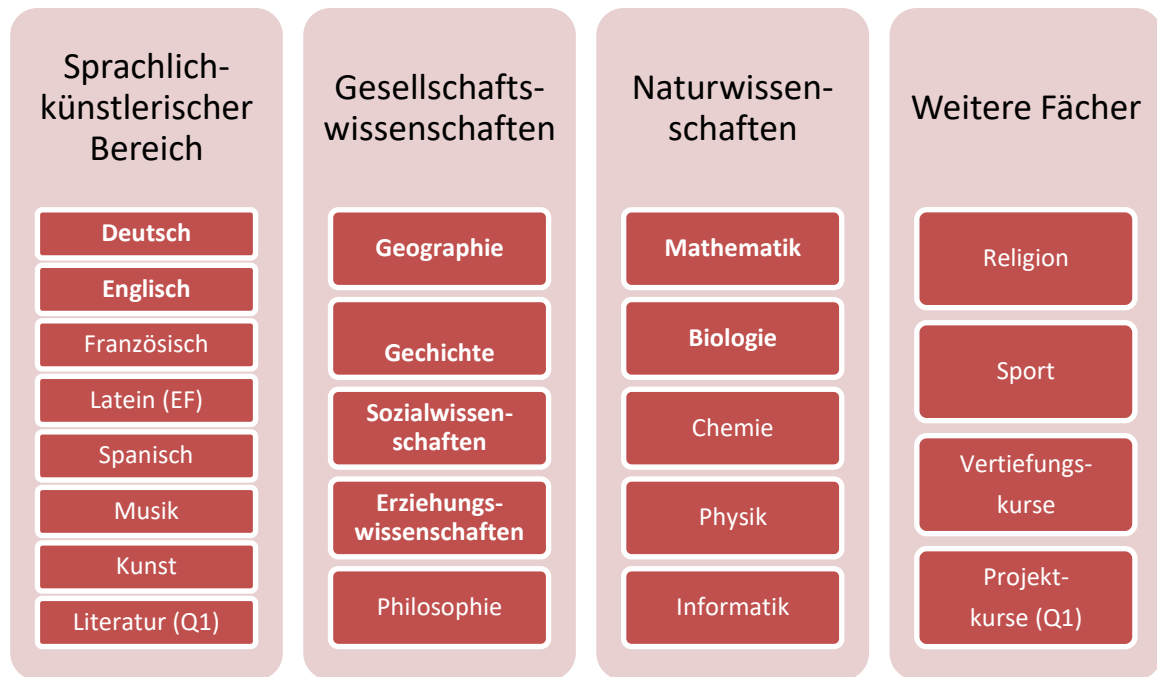 Sprachlich-
künstlerischer
Bereich
Deutsch
Englisch
Französisch
Latein (EF)
Spanisch
Musik
Kunst
Literatur (Q1)
Gesellschafts-
wissenschaften
Geographie
Gechichte
Sozialwissen-
schaften
Erziehungs-
wissenschaften
Philosophie
Naturwissen-
schaften
Mathematik
Biologie
Chemie
Physik
Informatik
Weitere Fächer
Religion
Sport
Vertiefungs-
kurse
Projekt-
kurse (Q1)